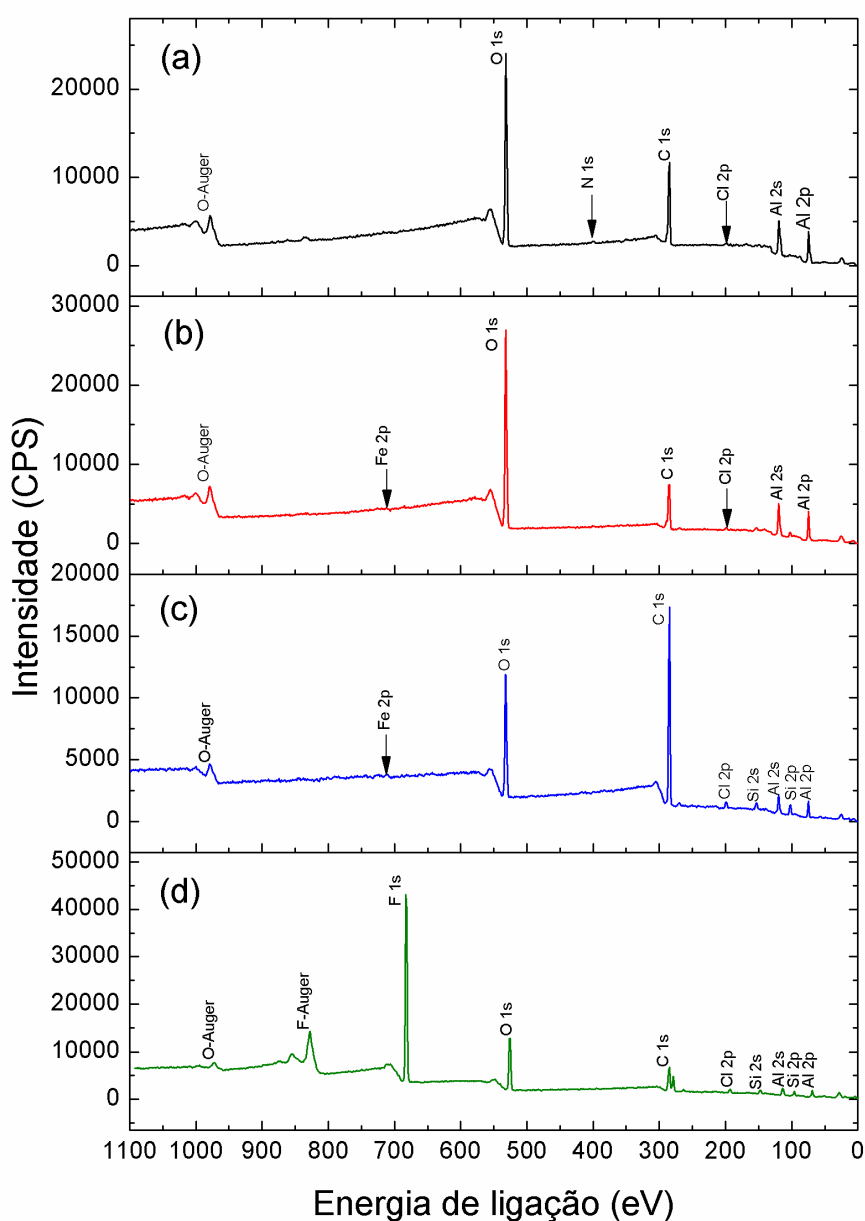 Intensidade (CPS)
(a)
20000
10000
0
O-Auger
O 1s
N 1s
C 1s
Cl 2p
Al 2s
Al 2p
(b)
30000
20000
10000
0
O-Auger
Fe 2p
O 1s
C 1s
Cl 2p
Al 2s
Al 2p
(c)
20000
15000
10000
5000
0
O-Auger
Fe 2p
O 1s
C 1s
Cl 2p
Si 2s
Al 2s
Si 2p
Al 2p
(d)
50000
40000
30000
20000
10000
0
O-Auger
F-Auger
F 1s
O 1s
C 1s
Cl 2p
Si 2s
Al 2s
Si 2p
Al 2p
1100 1000 900 800 700 600 500 400 300 200 100 0
Energia de ligação (eV)